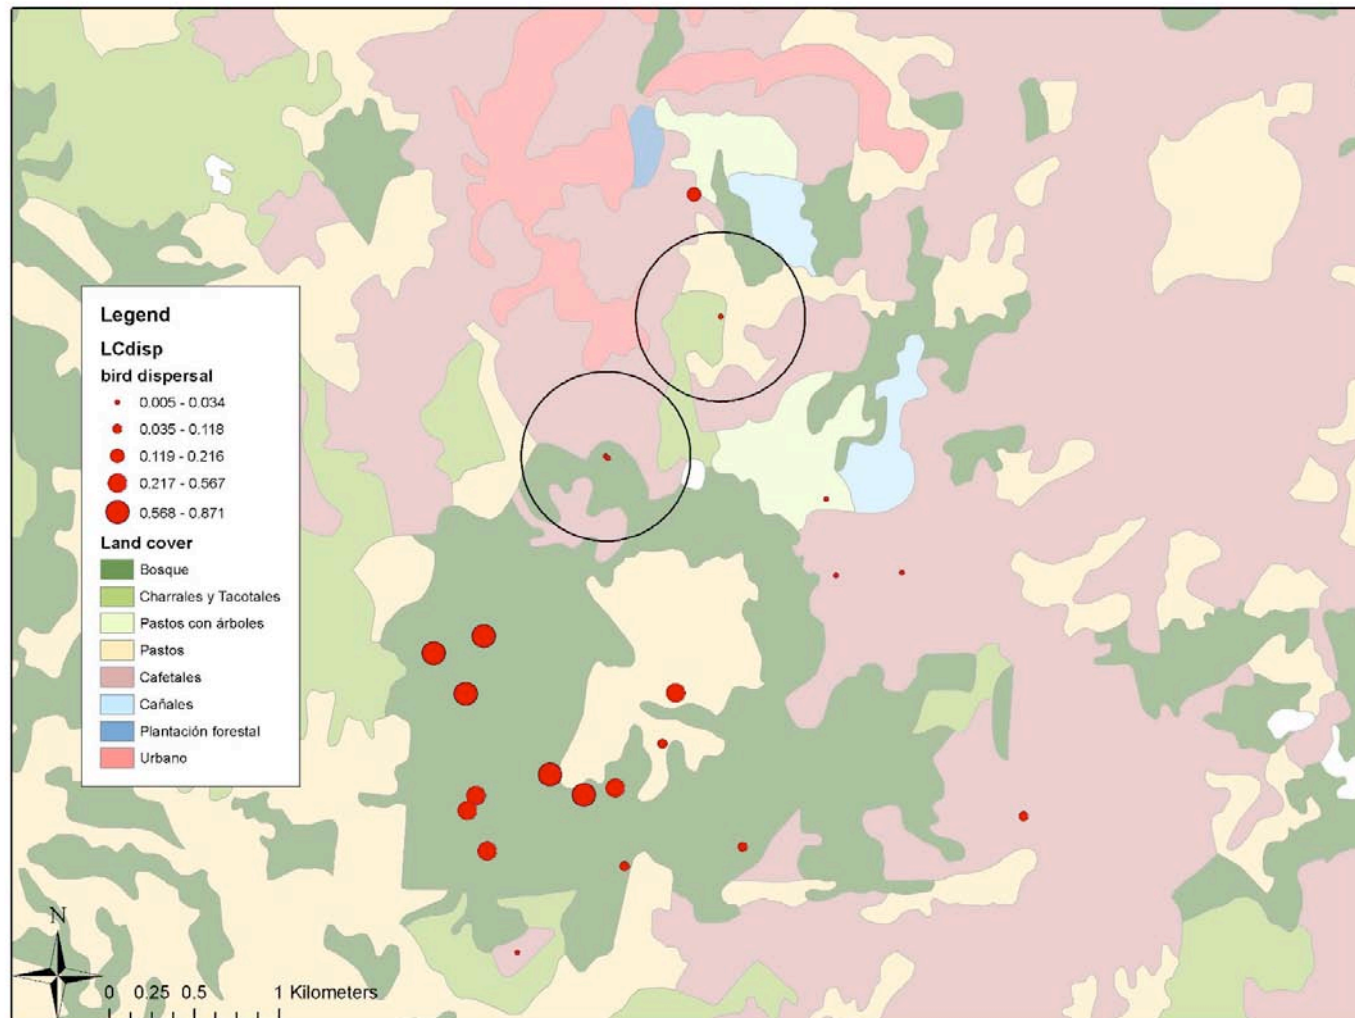 Legend
LCdisp
bird dispersal
0.005 - 0.034
0.035 - 0.118
0.119 - 0.216
0.217 - 0.567
0.568 - 0.871
Land cover
Bosque
Charrales y Tacotales
Pastos con árboles
Pastos
Cafetales
Cañales
Plantación forestal
Urbano
N
0 0.25 0.5 1 Kilometers